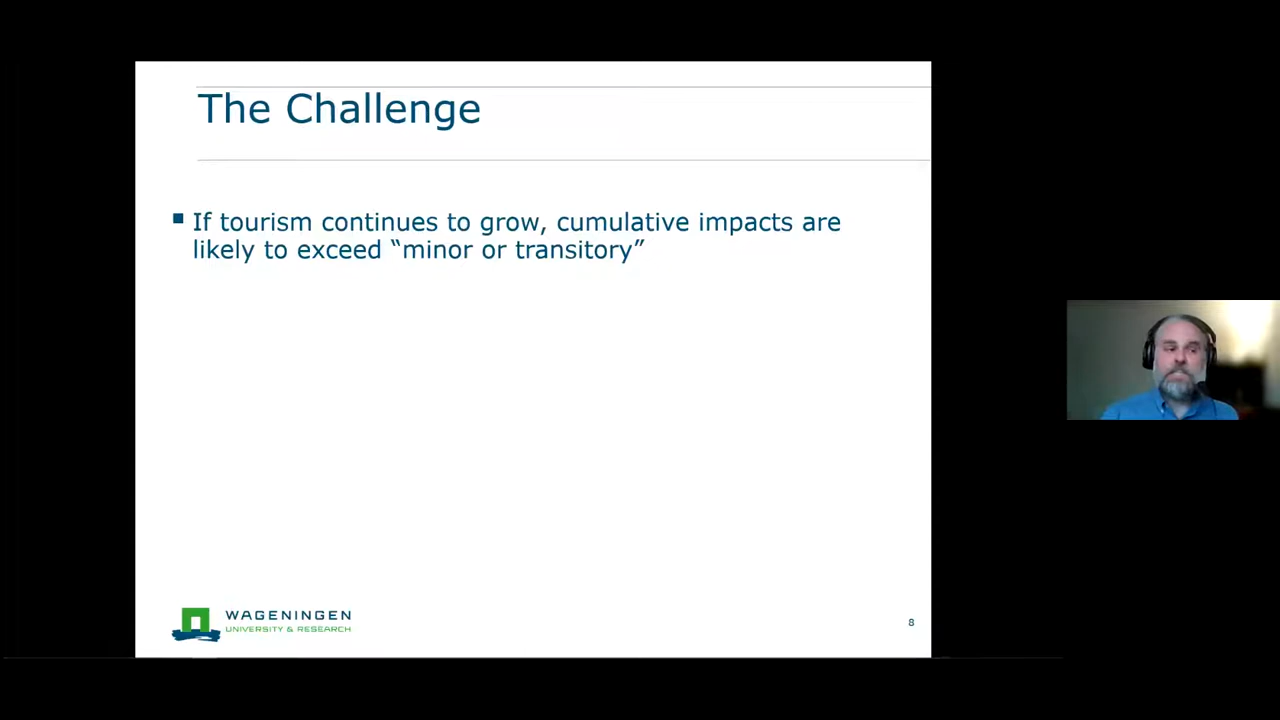 The Challenge
If tourism continues to grow, cumulative impacts are
likely to exceed “minor or transitory”
WAGENINGEN
UNIVERSITY & RESEARCH
8